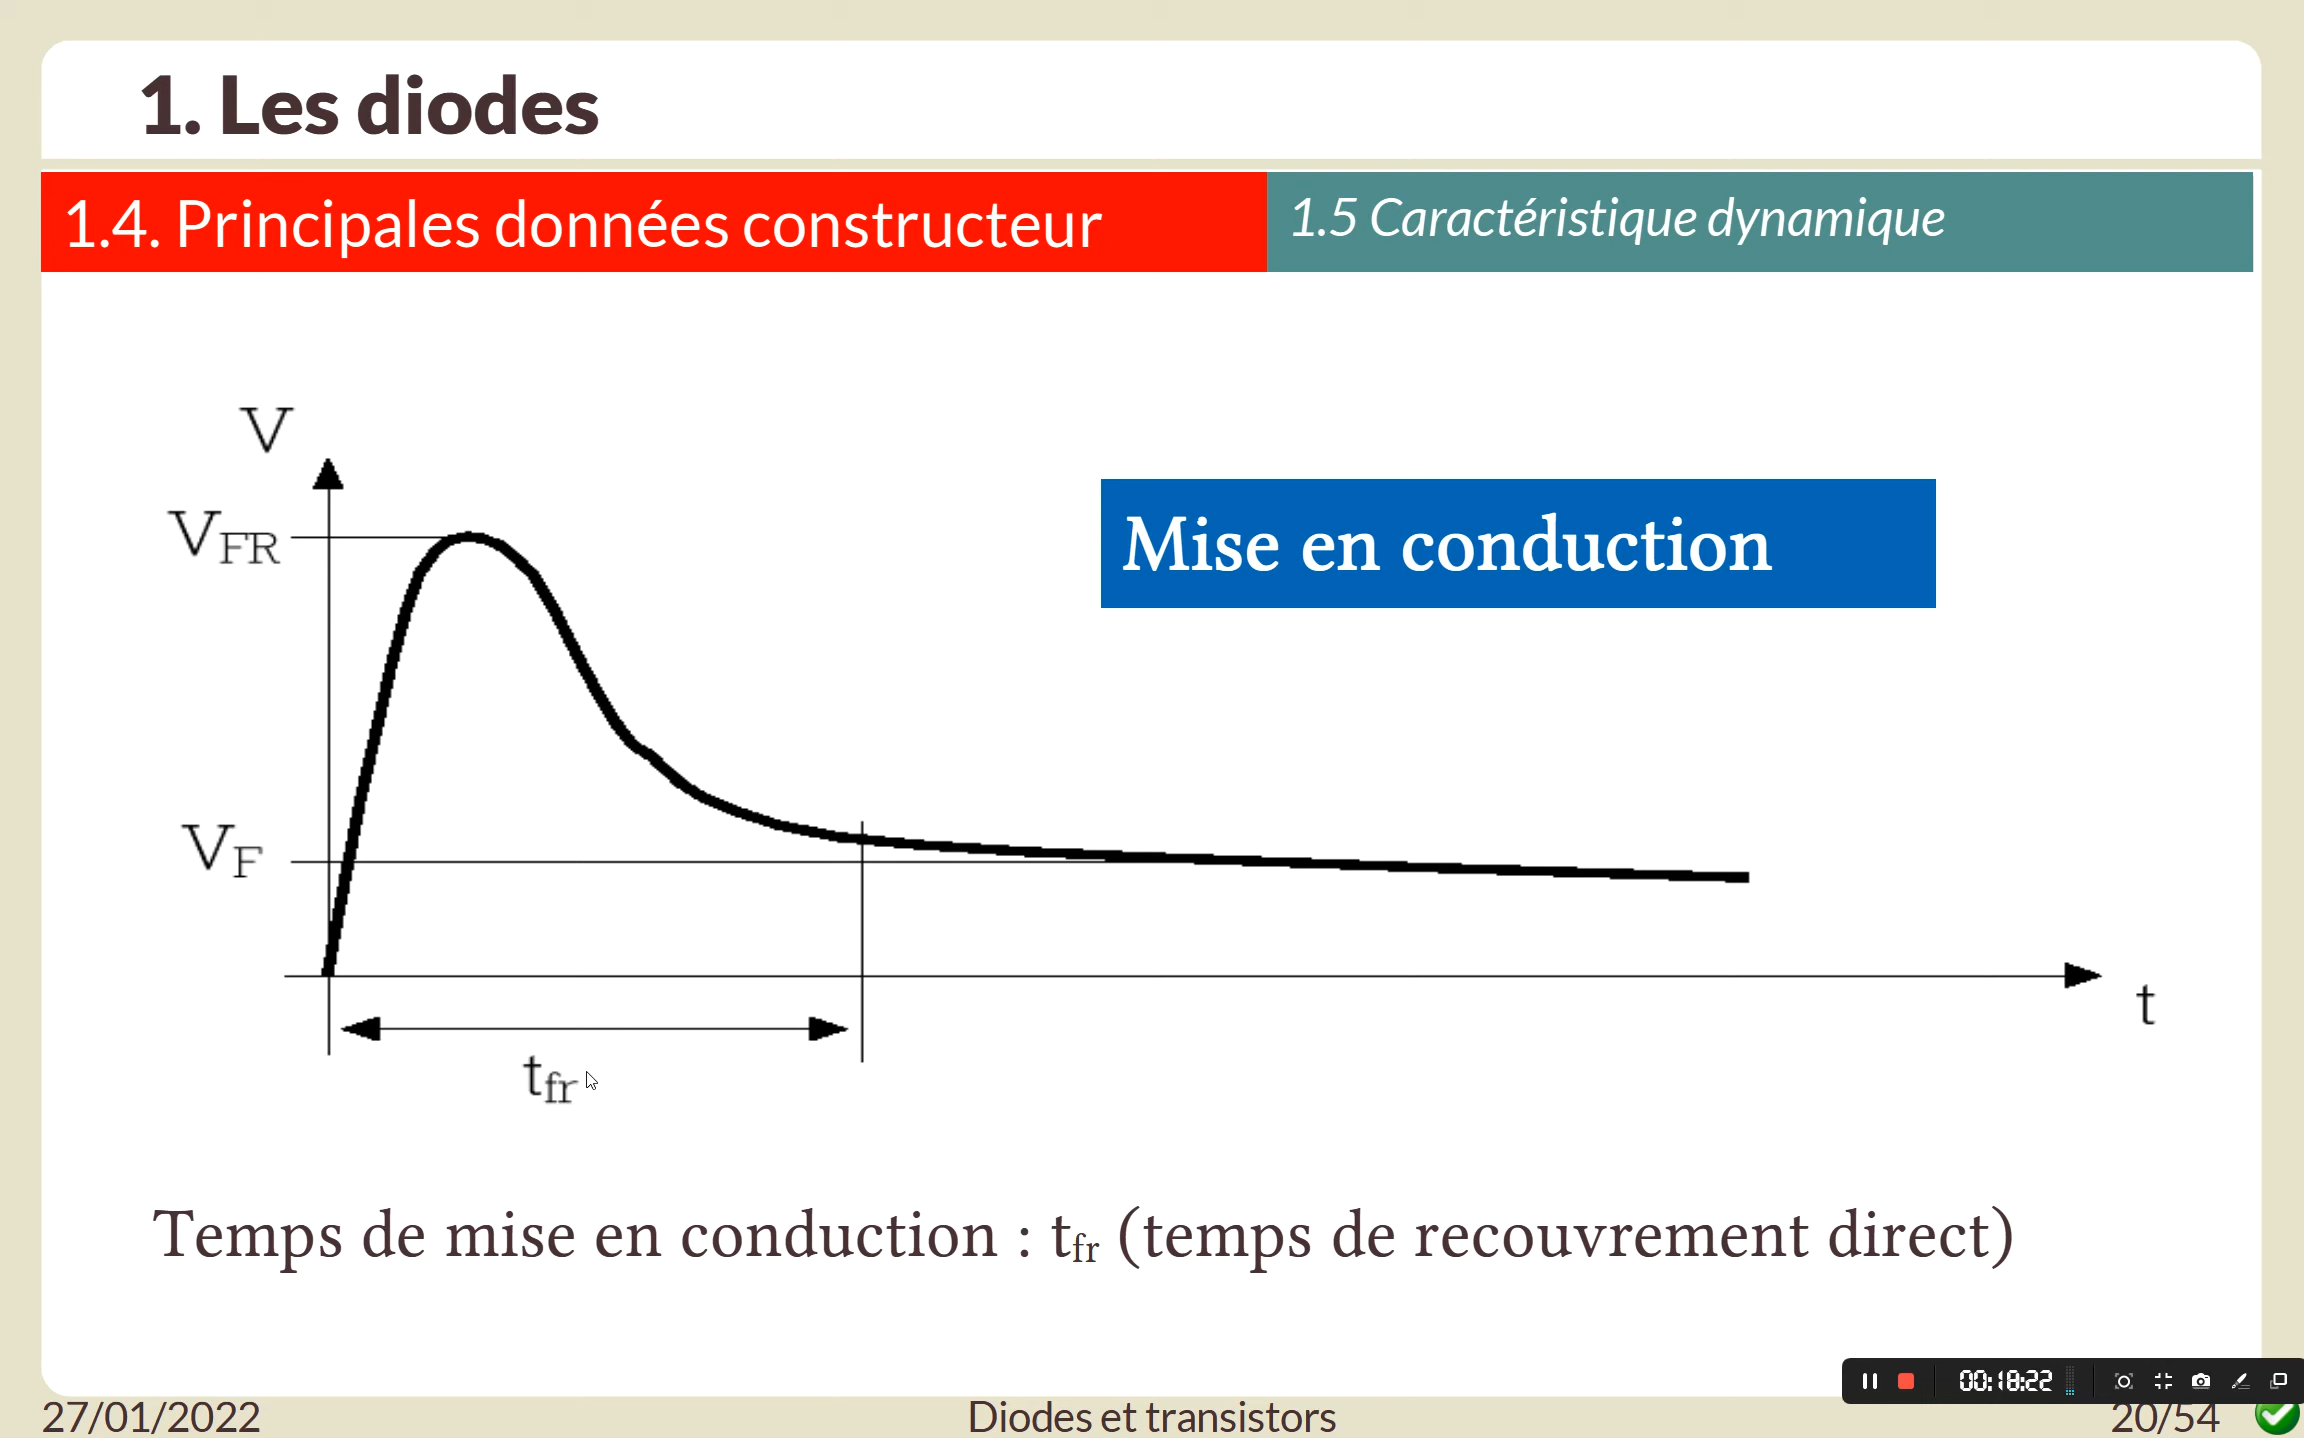 1. Les diodes
1.4. Principales données constructeur
1.5 Caractéristique dynamique
V
VFR
Mise en conduction
VF
t
tfr
Temps de mise en conduction : tfr (temps de recouvrement direct)
00:18:22
27/01/2022
Diodes et transistors
20/54